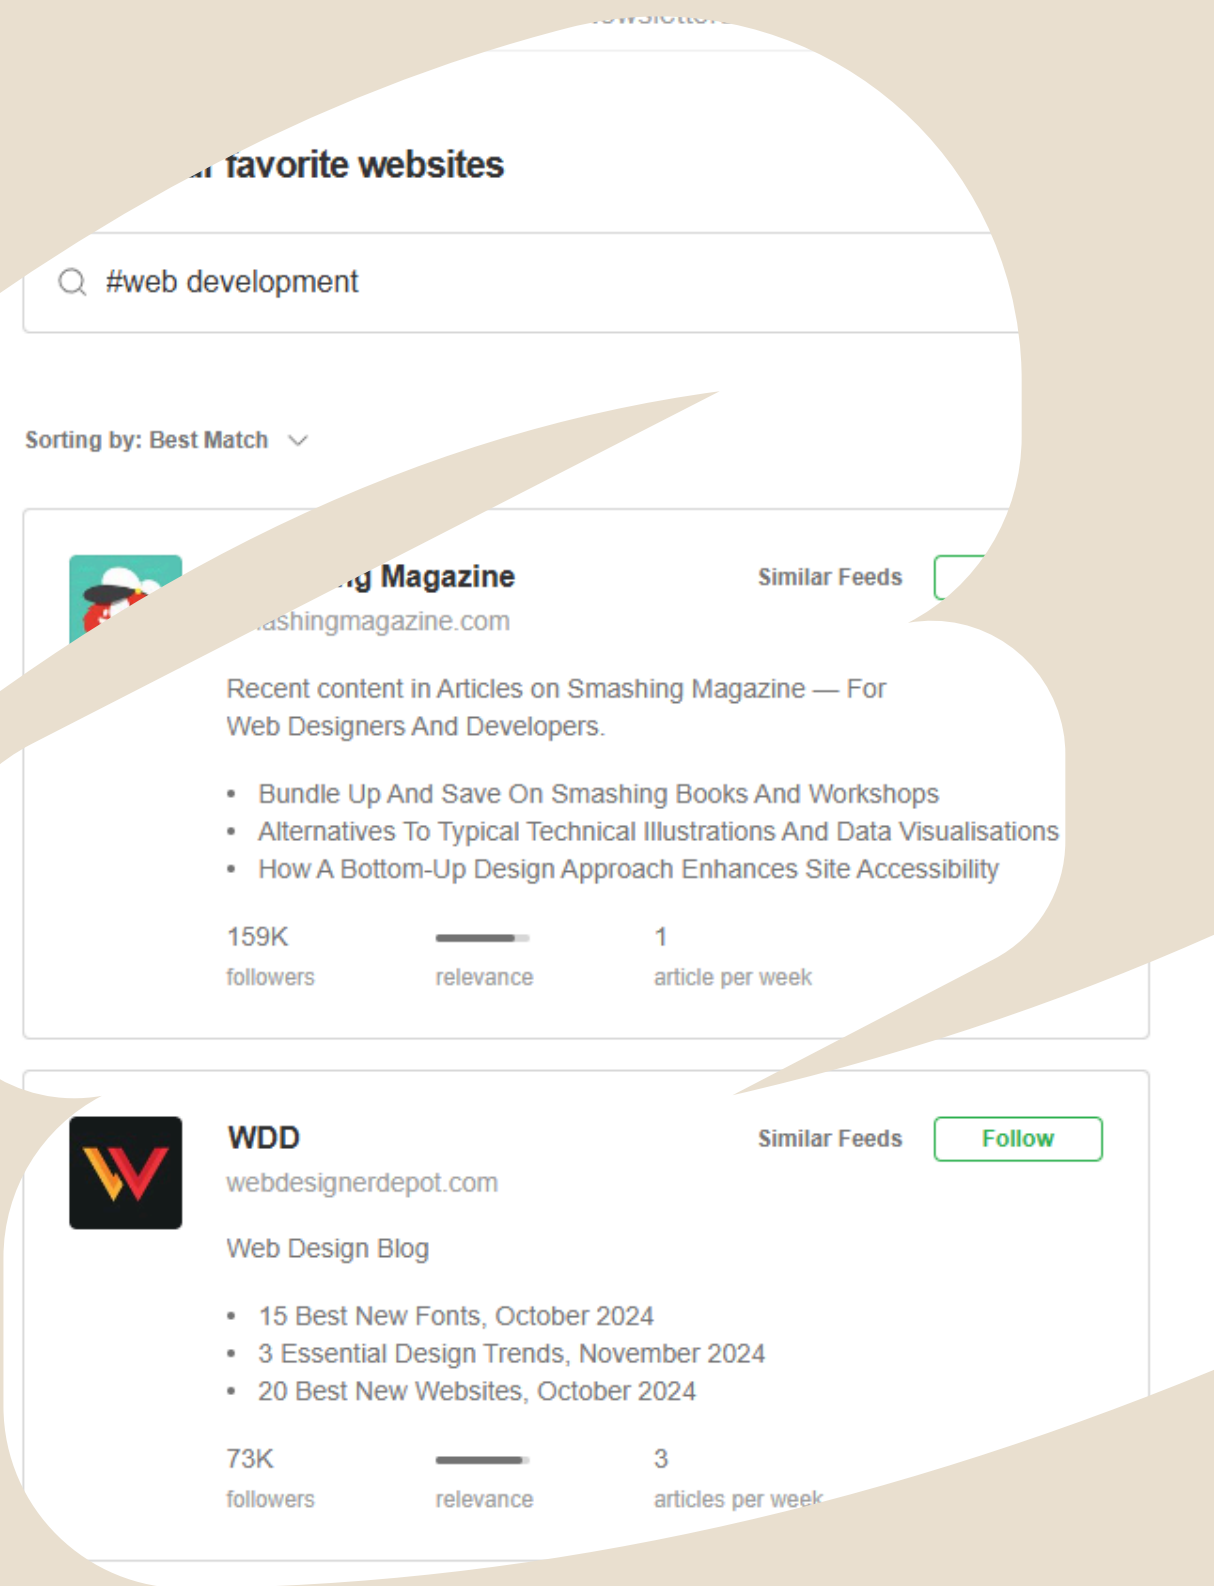 favorite websites
#web development
Sorting by: Best Match
Magazine
Similar Feeds
Recent content in Articles on Smashing Magazine — For
Web Designers And Developers.
• Bundle Up And Save On Smashing Books And Workshops
• Alternatives To Typical Technical Illustrations And Data Visualisations
• How A Bottom-Up Design Approach Enhances Site Accessibility
159K
1
followers
relevance
article per week
WDD
Similar Feeds
Follow
webdesignerdepot.com
Web Design Blog
• 15 Best New Fonts, October 2024
• 3 Essential Design Trends, November 2024
• 20 Best New Websites, October 2024
73K
3
followers
relevance
articles per week